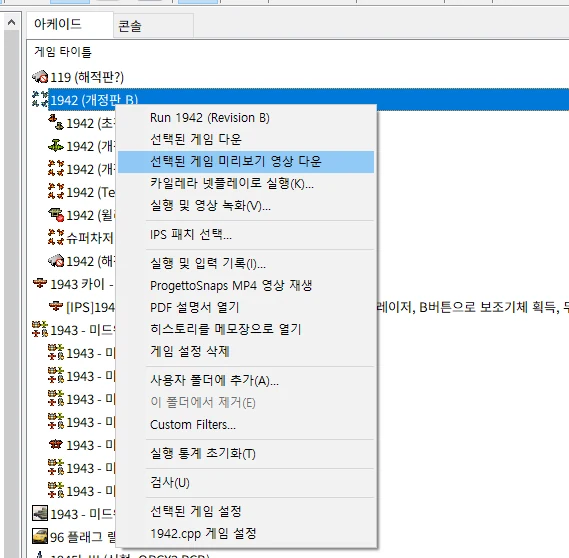 아케이드
콘솔
게임 타이틀
119 (해적판?)
1942 (개정판 B)
1942 (초
1942 (개
1942 (개
1942 (Te
1942 (윌
슈퍼차저
1942 (해
1943 카이 -
[IPS]194
레이저, B버튼으로 보조기체 획득, 무
1943 - 미드
1943 - 미
1943 - 미
1943 - 미
1943 - 미
1943 - 미
1943 - 미
1943 - 미
1943 - 미드
96 플래그 랠
Run 1942 (Revision B)
선택된 게임 다운
선택된 게임 미리보기 영상 다운
카일레라 넷플레이로 실행(K)...
실행 및 영상 녹화(V)...
IPS 패치 선택...
실행 및 입력 기록(I)...
ProgettoSnaps MP4 영상 재생
PDF 설명서 열기
히스토리를 메모장으로 열기
게임 설정 삭제
사용자 폴더에 추가(A)...
이 폴더에서 제거(E)
Custom Filters...
실행 통계 초기화(T)
검사(U)
선택된 게임 설정
1942.cpp 게임 설정